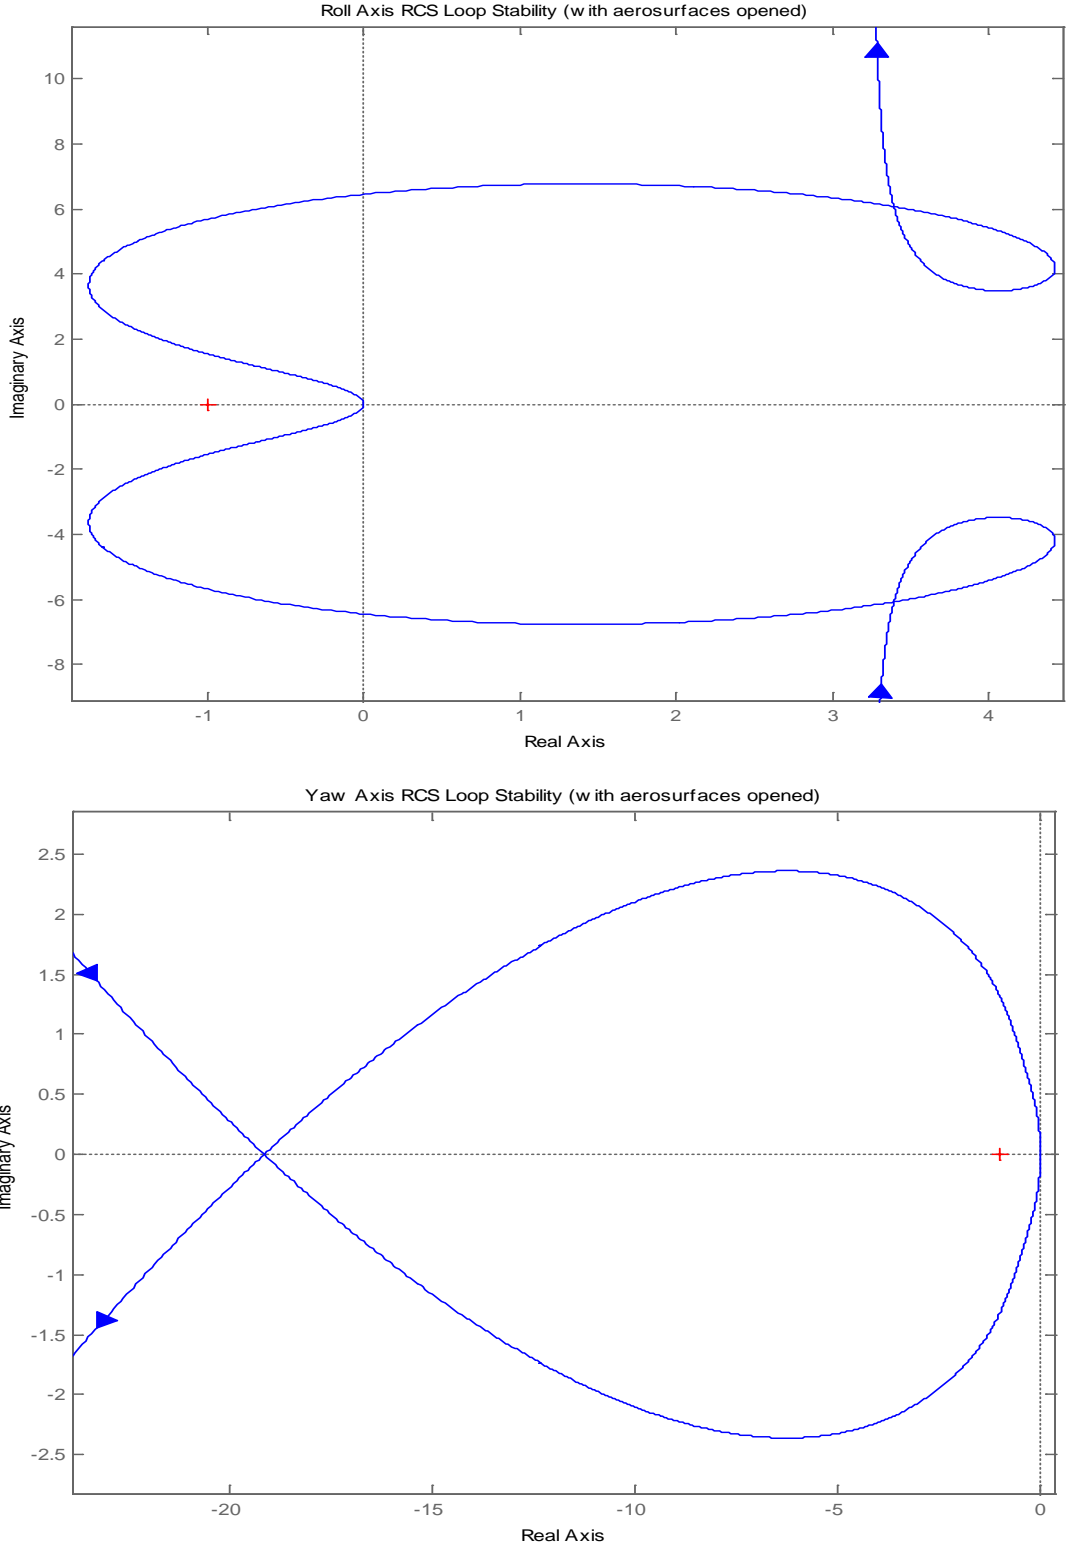 Roll Axis RCS Loop Stability (with aerosurfaces opened)
10
8
6
4
2
0
-2
-4
-6
-8
Imaginary Axis
-1 0 1 2 3 4
Real Axis
Yaw Axis RCS Loop Stability (with aerosurfaces opened)
2.5
2
1.5
1
0.5
0
-0.5
-1
-1.5
-2
-2.5
Imaginary Axis
-20 -15 -10 -5 0
Real Axis